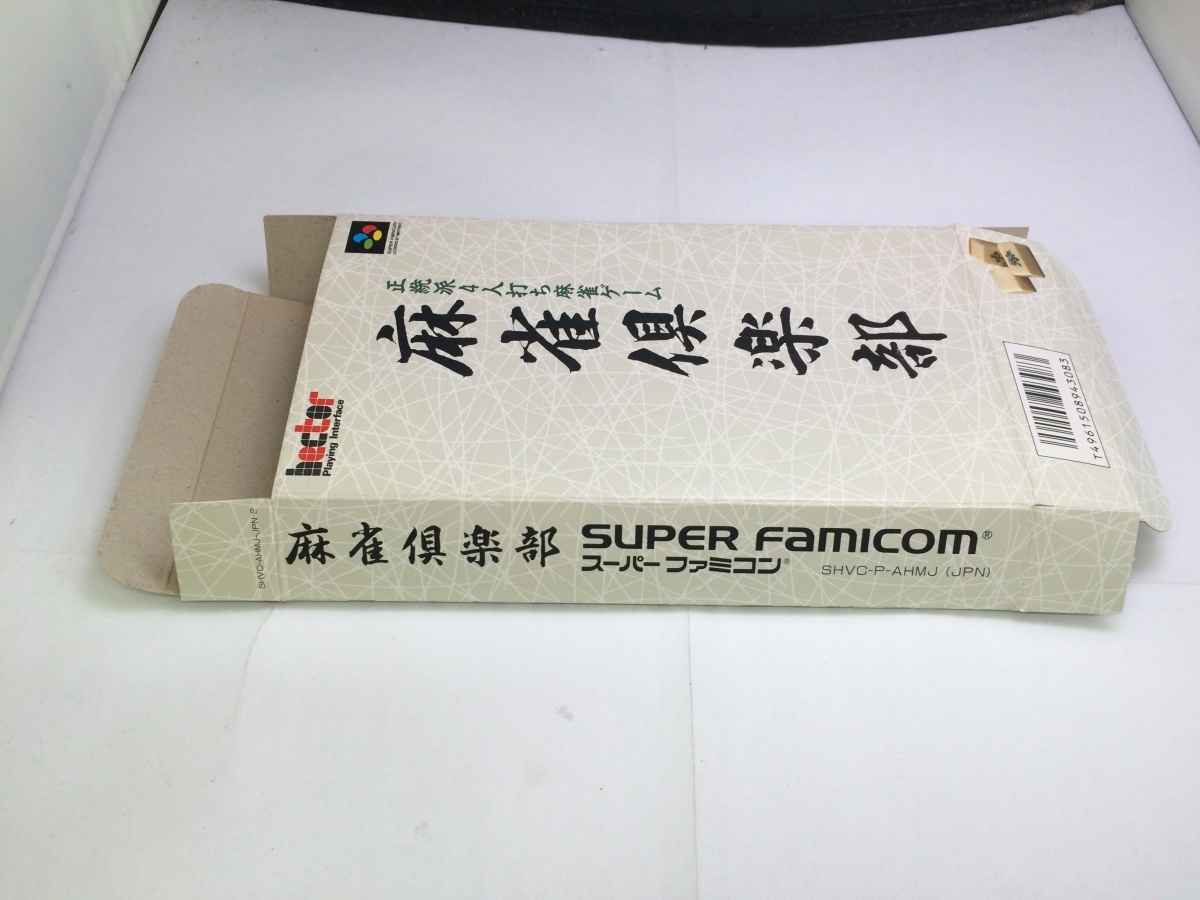 正統派4人打ち麻雀ゲーム
麻雀倶楽部
hector
Playing Interface
T4961508943083
SHVC-AHMJ-JPN-2
麻雀倶楽部
SUPER FAMICOM®
スーパーファミコン®
SHVC-P-AHMJ (JPN)